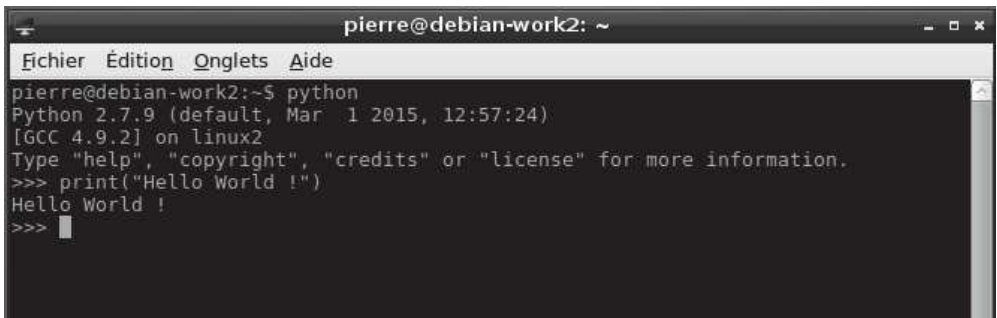 pierre@debian-work2: ~
Fichier Édition Onglets Aide
pierre@debian-work2:~$ python
Python 2.7.9 (default, Mar  1 2015, 12:57:24)
[GCC 4.9.2] on linux2
Type "help", "copyright", "credits" or "license" for more information.
>>> print("Hello World !")
Hello World !
>>>